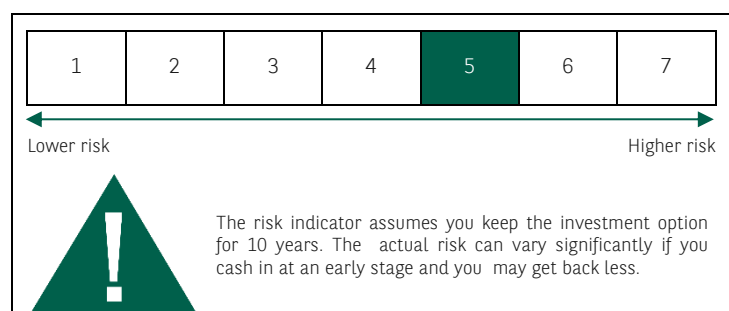 1 2 3 4 5 6 7
Lower risk Higher risk
!
The risk indicator assumes you keep the investment option
for 10 years. The actual risk can vary significantly if you
cash in at an early stage and you may get back less.